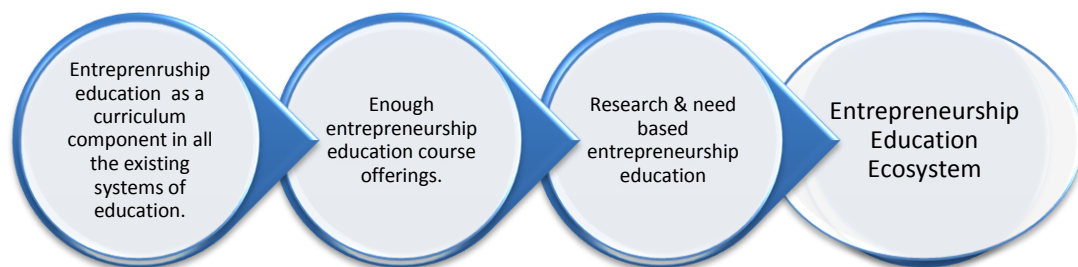 Entreprenruship
education as a
curriculum
component in all
the existing
systems of
education.
Enough
entrepreneurship
education course
offerings.
Research & need
based
entrepreneurship
education
Entrepreneurship
Education
Ecosystem